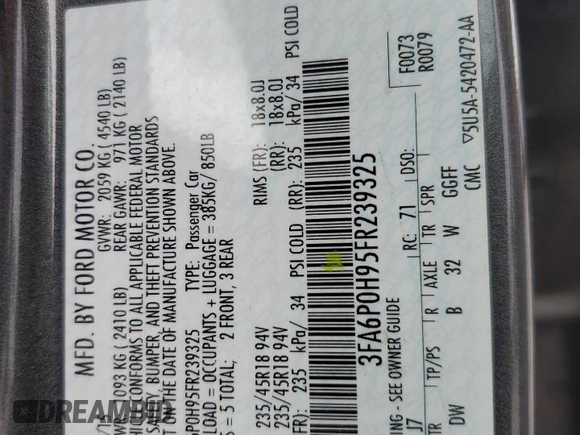 MFD. BY FORD MOTOR CO.
GVWR: 2059 KG ( 4540 LB)
1093 KG ( 2410 LB) REAR GAWR: 971 KG ( 2140 LB)
CONFORMS TO ALL APPLICABLE FEDERAL MOTOR
SAFETY, BUMPER, AND THEFT PREVENTION STANDARDS
ON THE DATE OF MANUFACTURE SHOWN ABOVE.
6P0H95FR239325 TYPE: Passenger Car
LOAD = OCCUPANTS + LUGGAGE = 385KG/ 850LB
= 5 TOTAL; 2 FRONT, 3 REAR
235/45R18 94V RIMS (FR): 18x8.0J
235/45R18 94V (RR): 18x8.0J
235 kPa/ 34 PSI COLD (RR): 235 kPa/ 34 PSI COLD
3FA6P0H95FR239325
- SEE OWNER GUIDE RC: 71 DSO: F0073
R0079
J7 TP/PS R AXLE TR SPR
DW B 32 W GGFF
CMC ▽5U5A-5420472-AA
DREAMBID